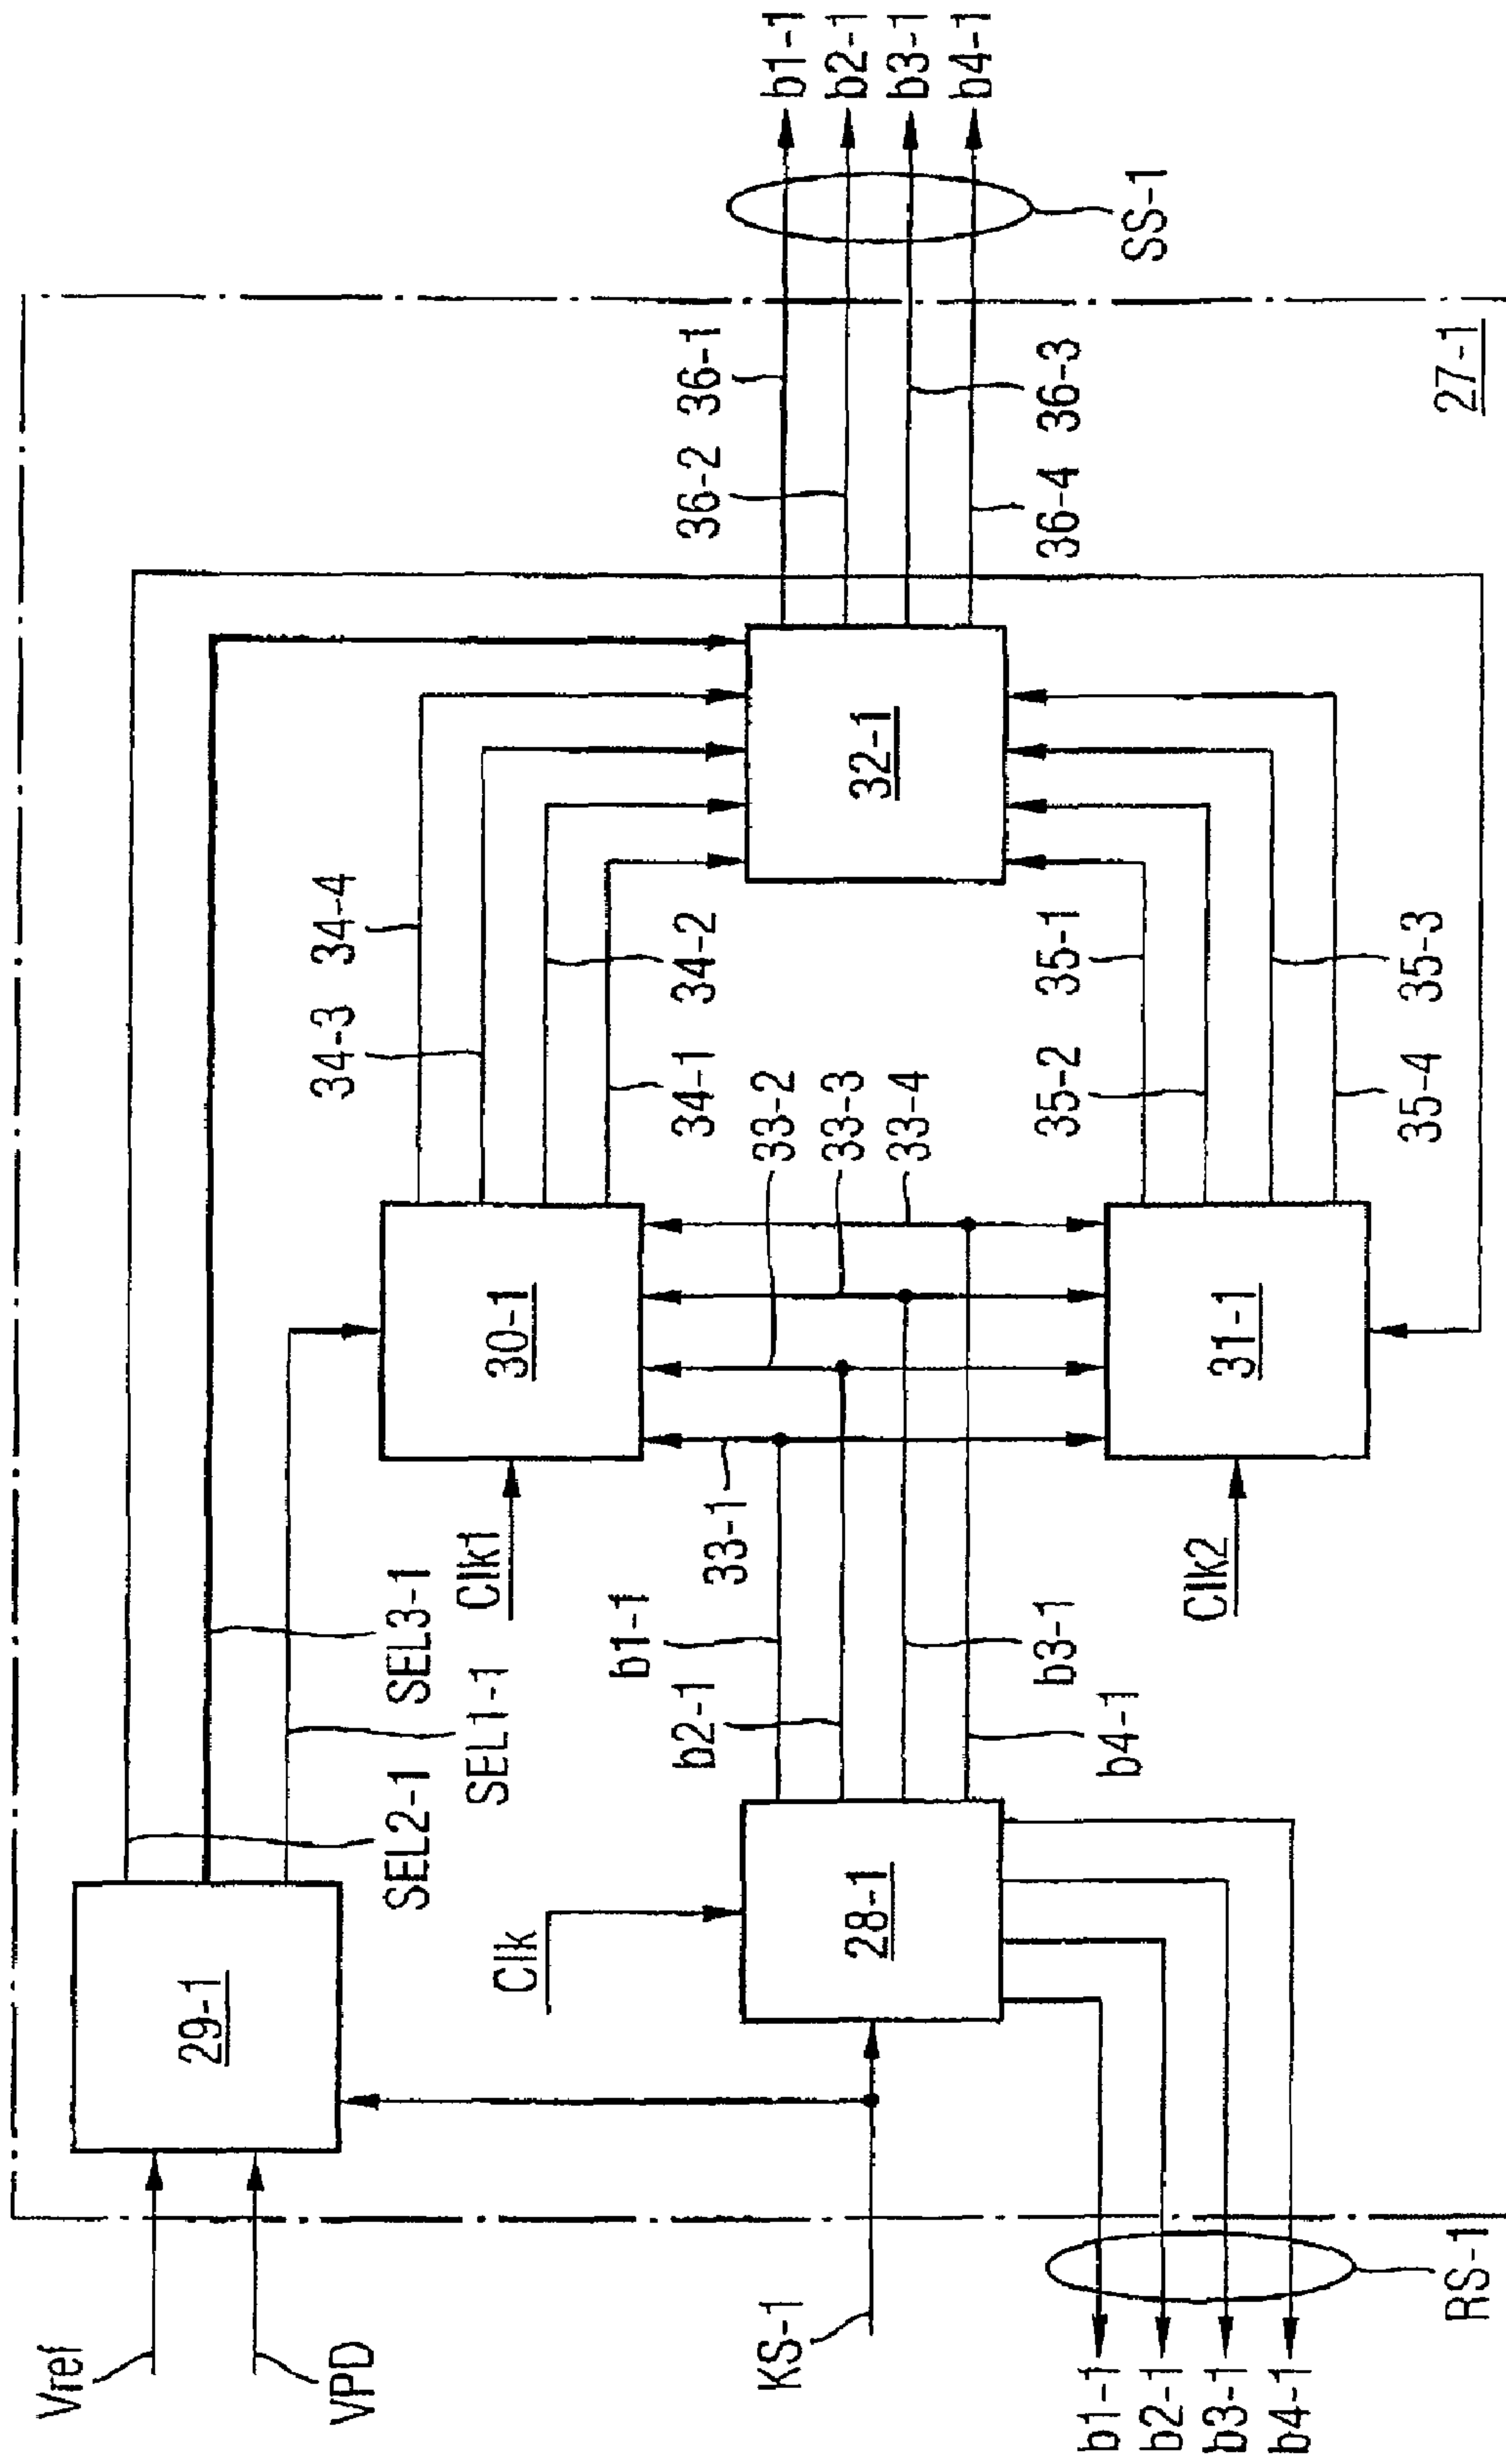 Vref
VPD
29-1
SEL2-1
SEL3-1
SEL1-1
34-4
34-3
34-2
34-1
Clk1
30-1
Clk
KS-1
28-1
b1-1
b2-1
b3-1
b4-1
33-1
33-2
33-3
33-4
32-1
36-1
36-2
36-3
36-4
b1-1
b2-1
b3-1
b4-1
SS-1
35-1
35-2
35-3
35-4
Clk2
31-1
b1-1
b2-1
b3-1
b4-1
RS-1
27-1